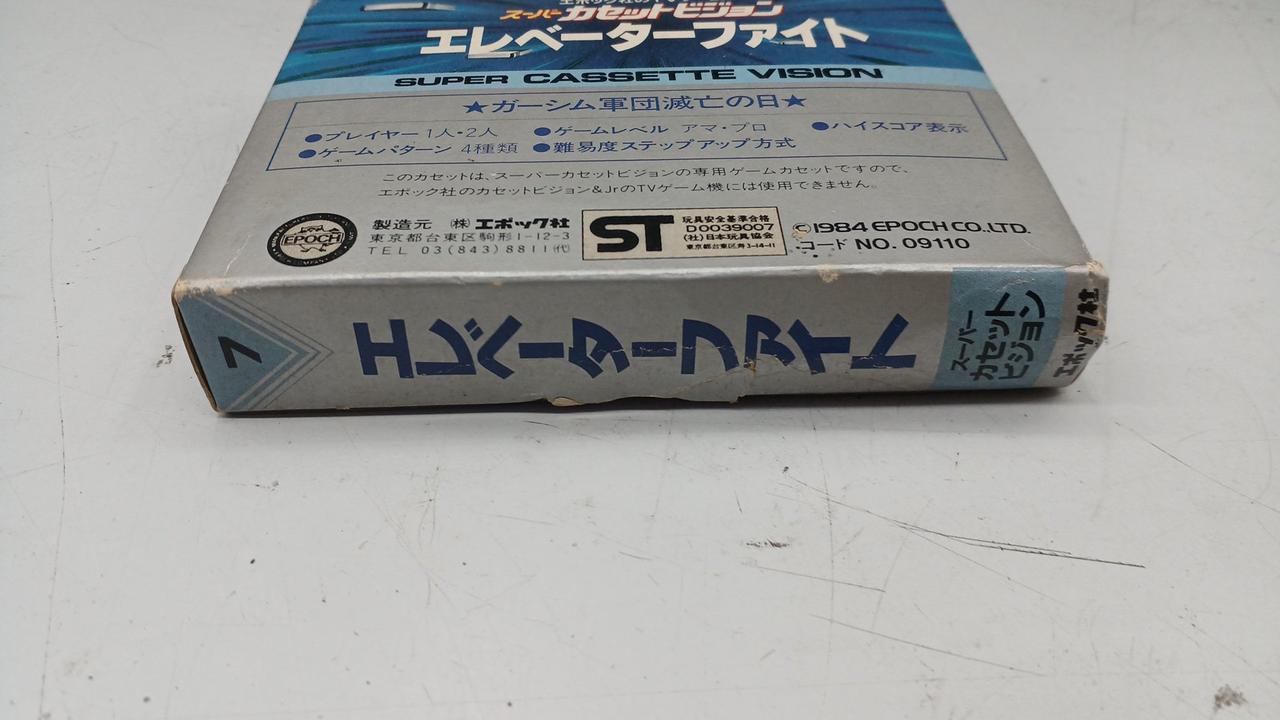 スーパーカセットビジョン
エレベーターファイト
SUPER CASSETTE VISION
★ガーシム軍団滅亡の日★
●プレイヤー 1人・2人 ●ゲームレベル アマ・プロ ●ハイスコア表示
●ゲームパターン 4種類 ●難易度ステップアップ方式
このカセットは、スーパーカセットビジョンの専用ゲームカセットですので、
エポック社のカセットビジョン&JrのTVゲーム機には使用できません。
EPOCH
製造元 (株)エポック社
東京都台東区駒形1-12-3
TEL 03(843)8811(代)
ST
玩具安全基準合格
D0039007
(社)日本玩具協会
東京都台東区寿3-14-11
©1984 EPOCH CO.,LTD.
コード NO. 09110
7
エレベーターファイト
スーパー
カセット
ビジョン
エポック社